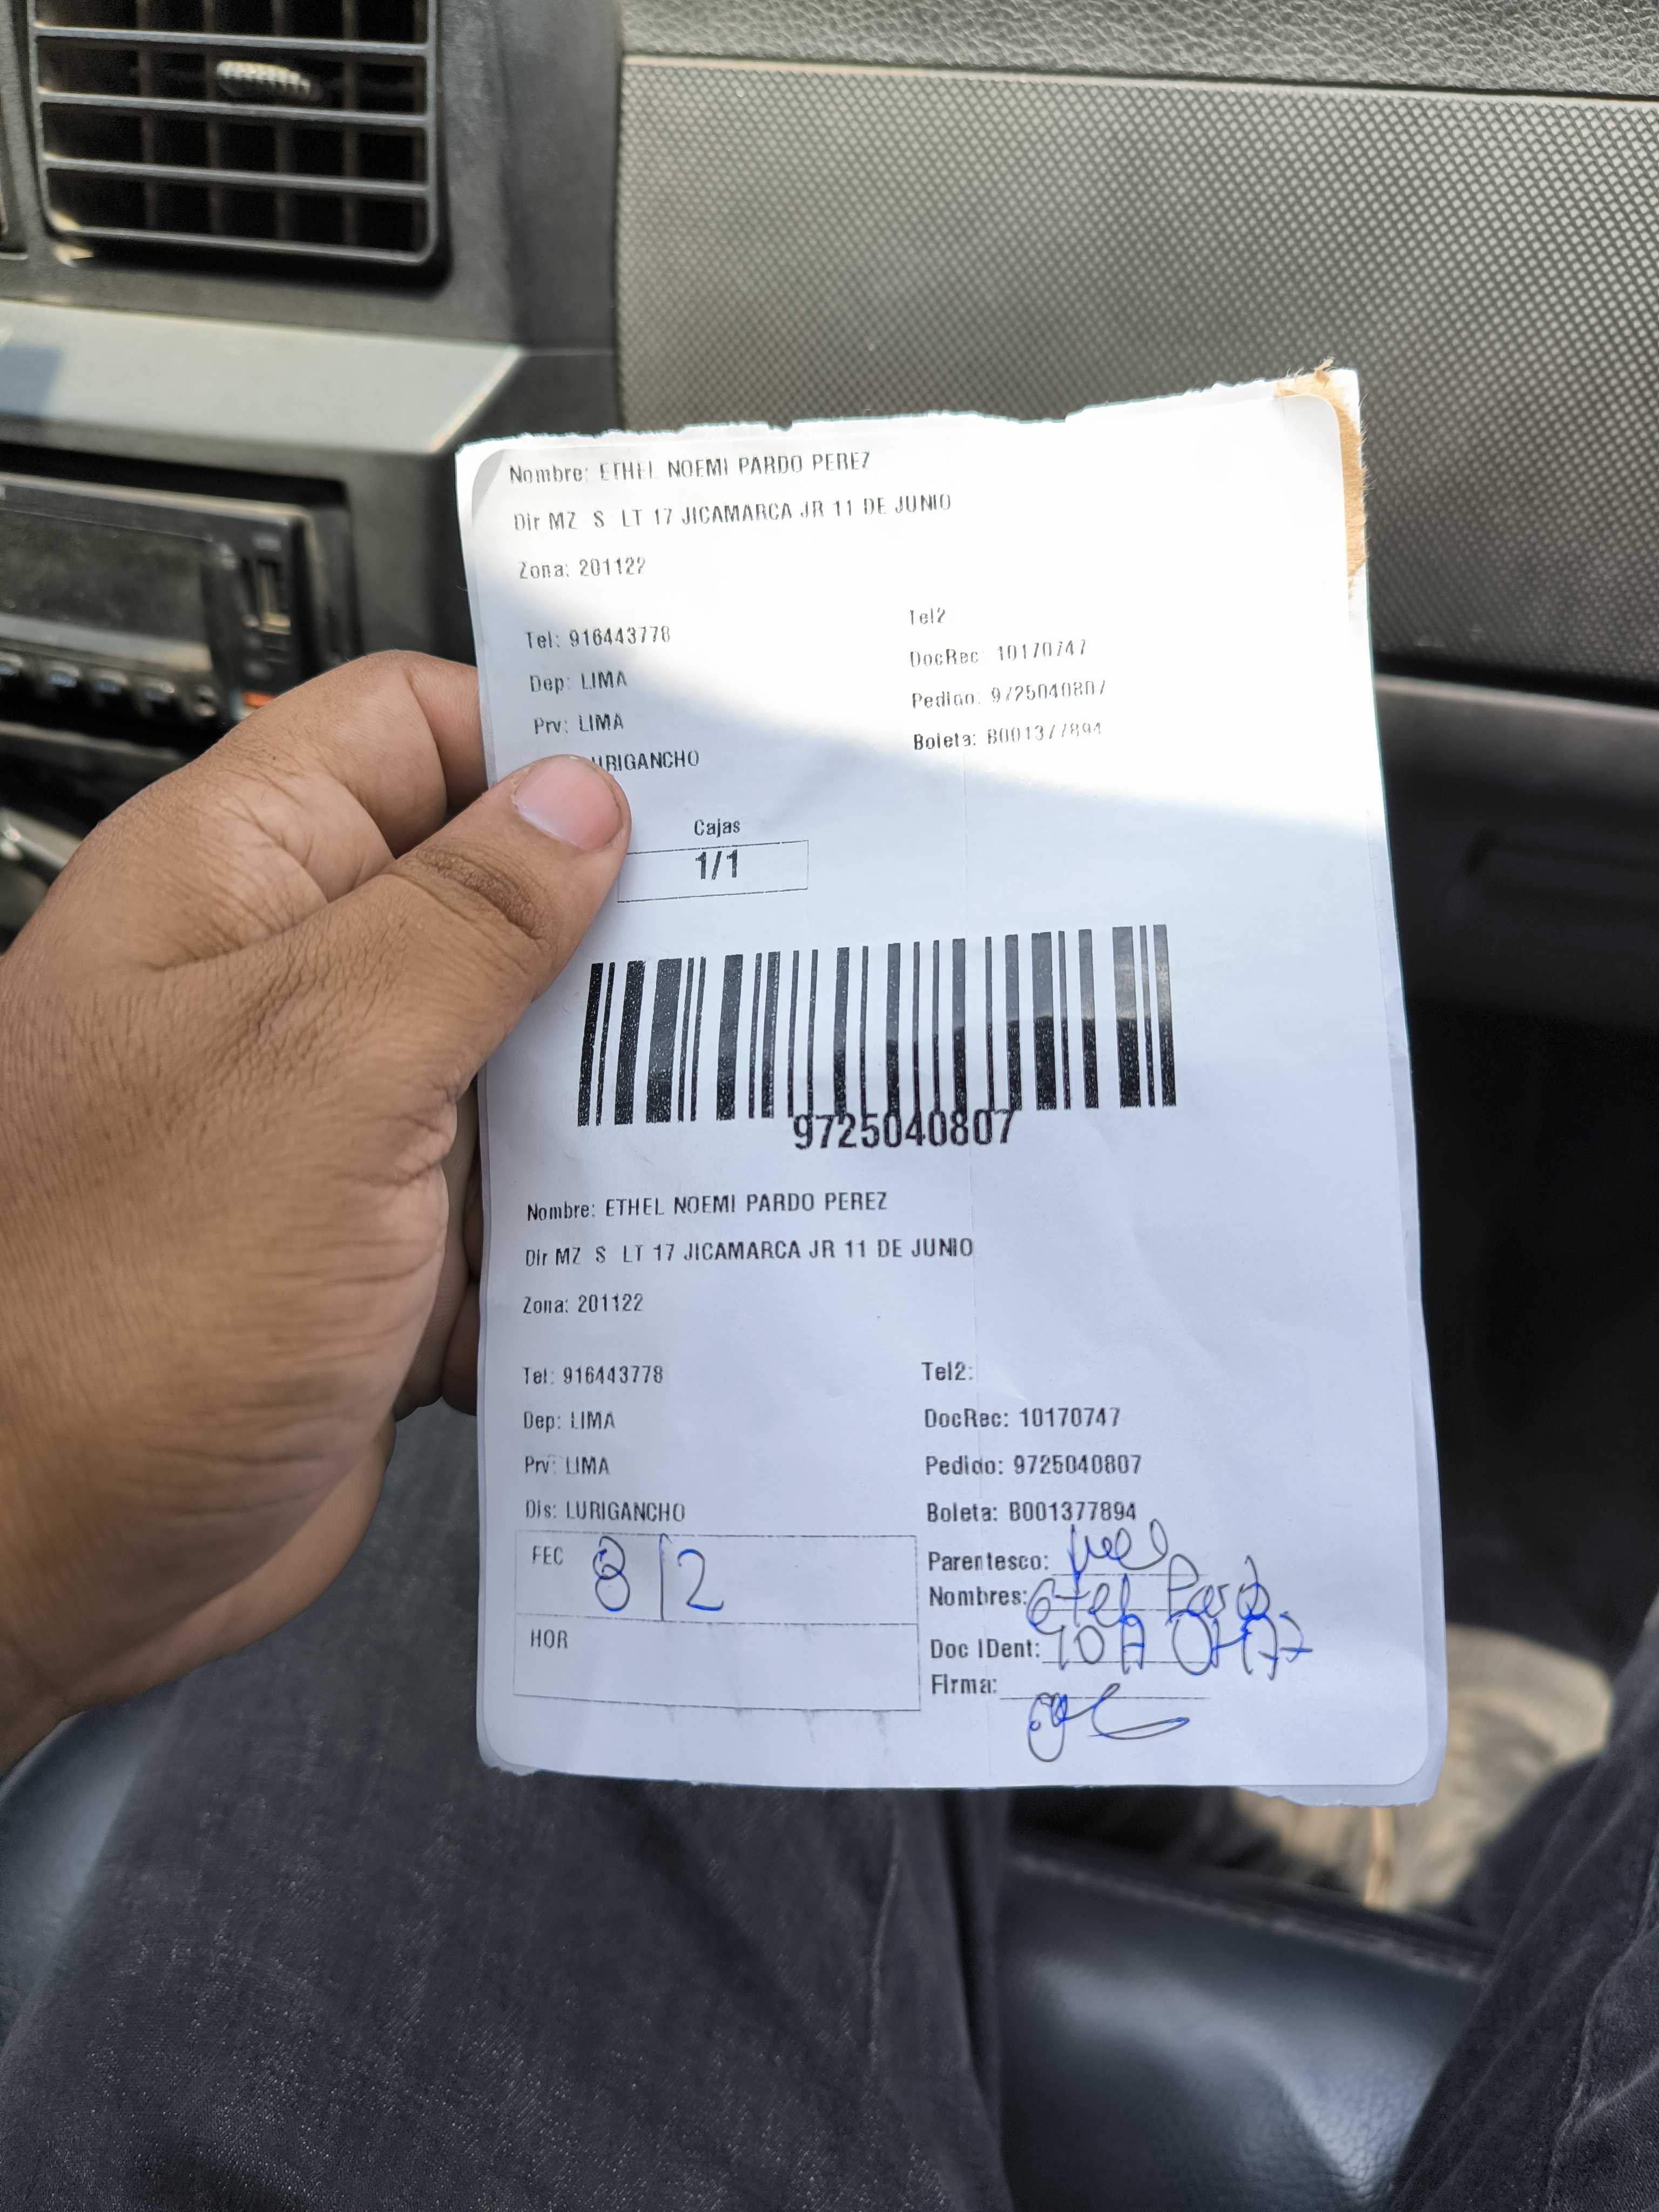 Nombre: ETHEL NOEMI PARDO PEREZ
Dir MZ S LT 17 JICAMARCA JR 11 DE JUNIO
Zona: 201122
Tel: 916443778
Tel2
DocRec: 10170747
Dep: LIMA
Pedido: 9725040807
Prv: LIMA
Boleta: B001377894
URIGANCHO
Cajas
1/1
9725040807
Nombre: ETHEL NOEMI PARDO PEREZ
Dir MZ S LT 17 JICAMARCA JR 11 DE JUNIO
Zona: 201122
Tel: 916443778
Tel2:
Dep: LIMA
DocRec: 10170747
Prv: LIMA
Pedido: 9725040807
Dis: LURIGANCHO
Boleta: B001377894
FEC 8/2
Parentesco:
Nombres: Etel Pardo
HOR
Doc IDent:
Firma: